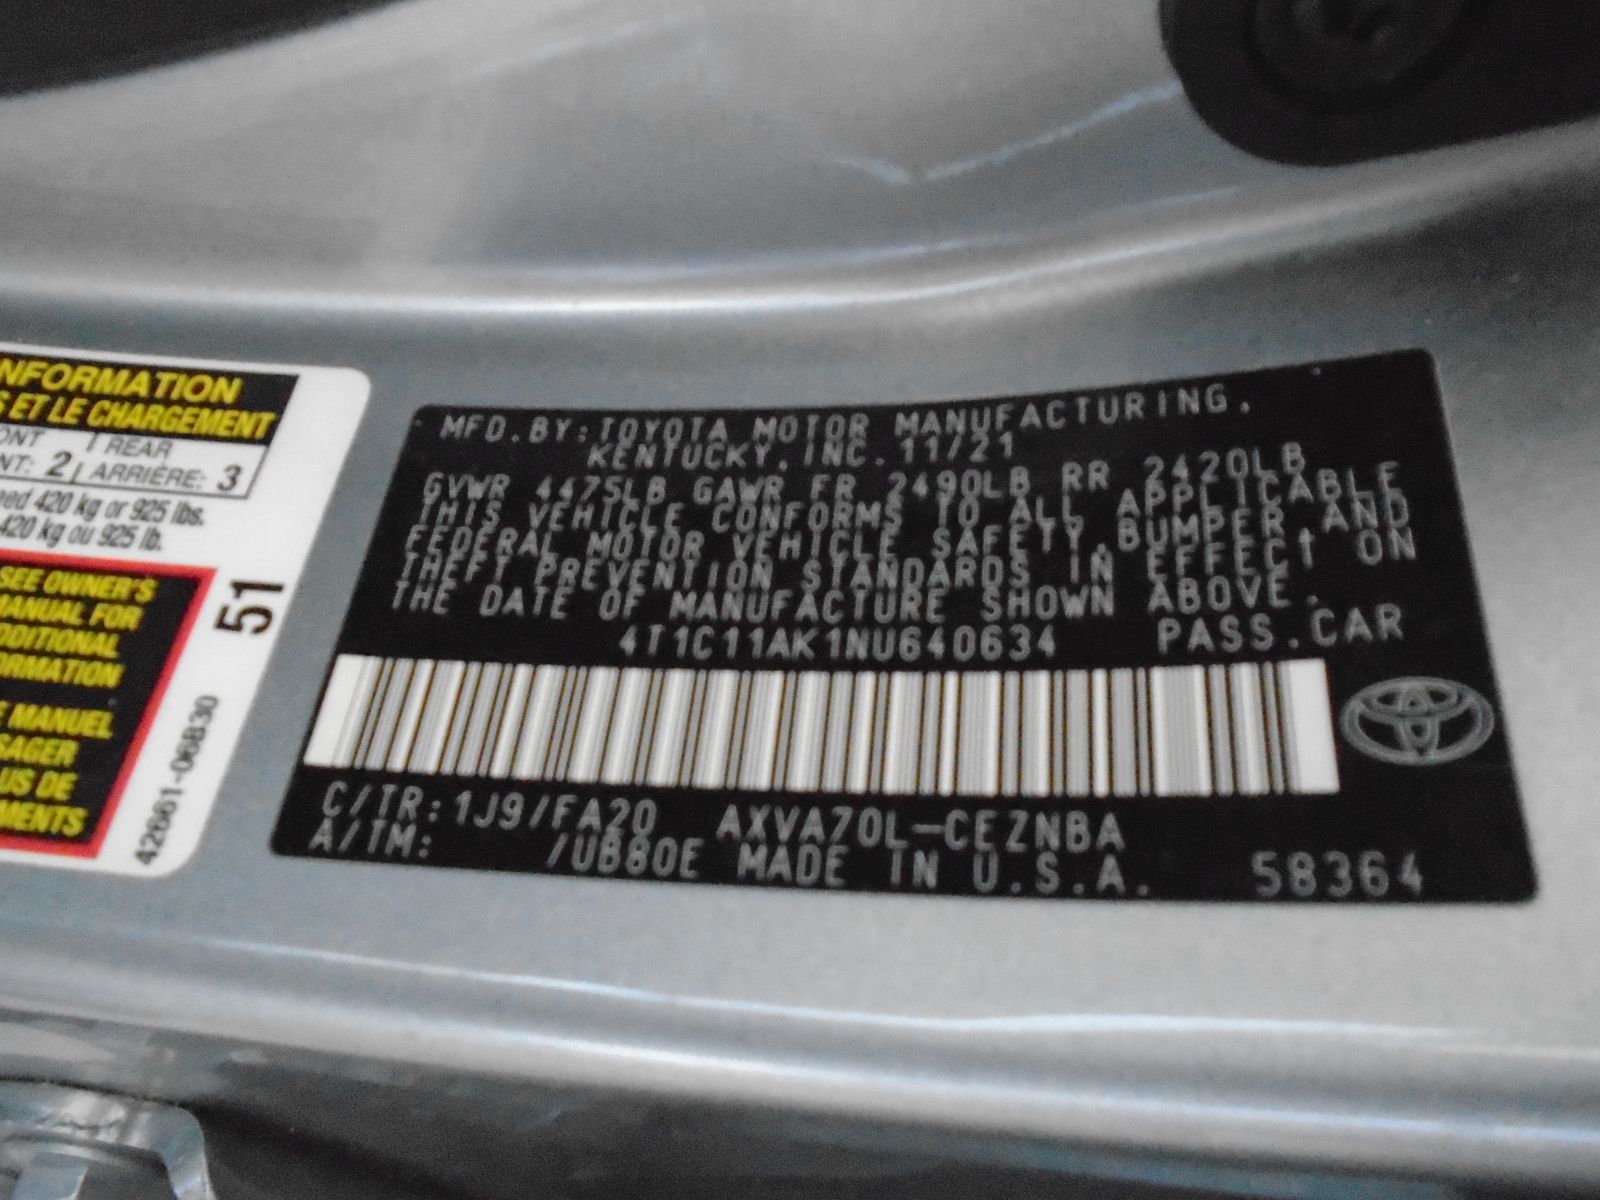 NFORMATION
S ET LE CHARGEMENT
ONT REAR
NT: 2 ARRIÈRE: 3
eed 420 kg or 925 lbs.
420 kg ou 925 lb.
SEE OWNER'S
MANUAL FOR
DDITIONAL
ORMATION
E MANUEL
SAGER
US DE
MENTS
51
42661-06B30
MFD. BY: TOYOTA MOTOR MANUFACTURING,
KENTUCKY, INC. 11/21
GVWR 4475LB GAWR FR 2490LB RR 2420LB
THIS VEHICLE CONFORMS TO ALL APPLICABLE
FEDERAL MOTOR VEHICLE SAFETY, BUMPER AND
THEFT PREVENTION STANDARDS IN EFFECT ON
THE DATE OF MANUFACTURE SHOWN ABOVE.
4T1C11AK1NU640634 PASS. CAR
C/TR: 1J9/FA20 AXVA70L-CEZNBA
A/TM: /UB80E MADE IN U.S.A. 58364